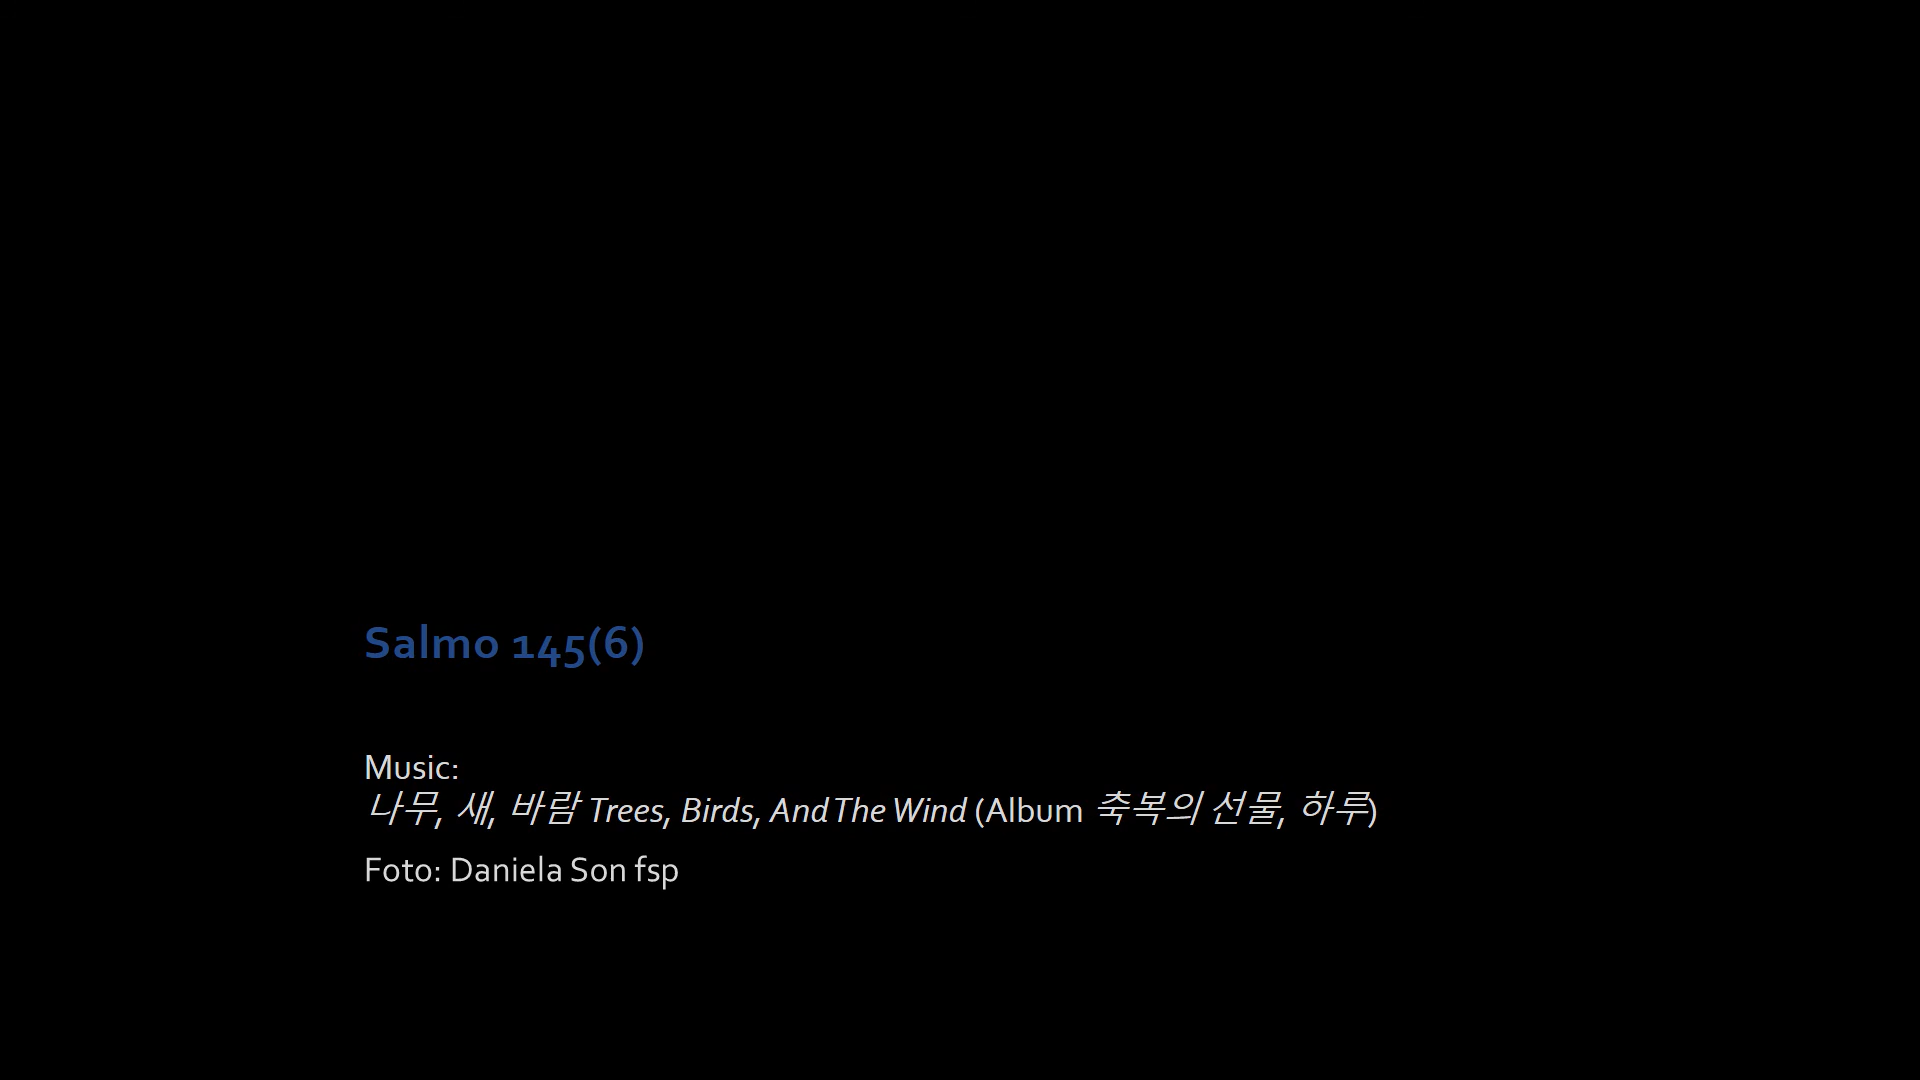 Salmo 145(6)
Music:
나무, 새, 바람 Trees, Birds, And The Wind (Album 축복의 선물, 하루)
Foto: Daniela Son fsp